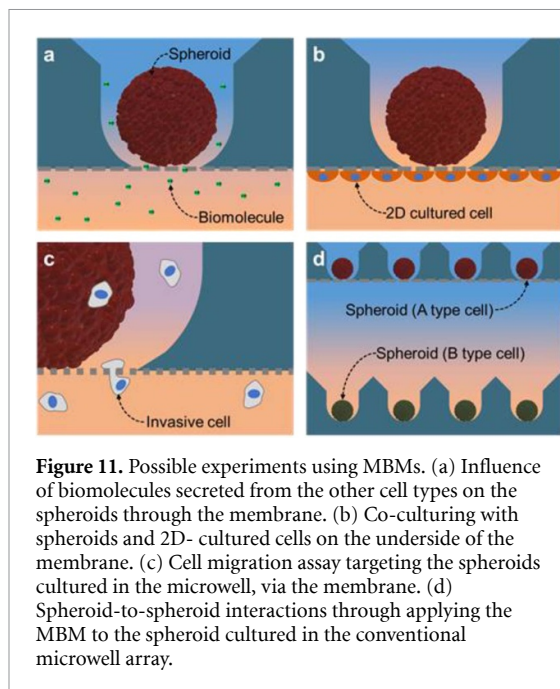 a
Spheroid
Biomolecule
b
2D cultured cell
c
Invasive cell
d
Spheroid (A type cell)
Spheroid (B type cell)
Figure 11. Possible experiments using MBMs. (a) Influence
of biomolecules secreted from the other cell types on the
spheroids through the membrane. (b) Co-culturing with
spheroids and 2D- cultured cells on the underside of the
membrane. (c) Cell migration assay targeting the spheroids
cultured in the microwell, via the membrane. (d)
Spheroid-to-spheroid interactions through applying the
MBM to the spheroid cultured in the conventional
microwell array.